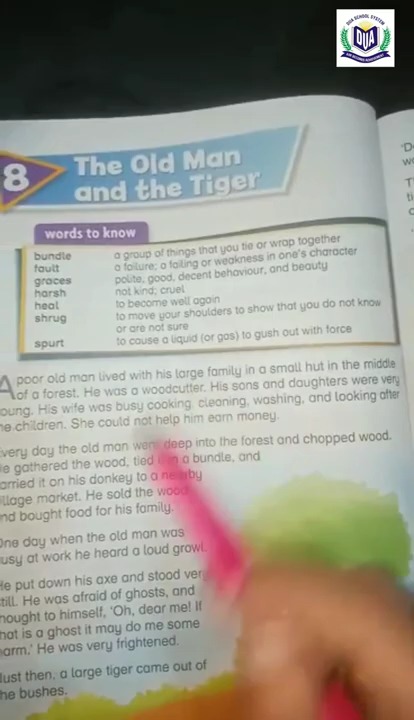 DUA SCHOOL SYSTEM
DUA
8
The Old Man
and the Tiger
words to know
bundle a group of things that you tie or wrap together
fault a failure; a failing or weakness in one's character
graces polite, good, decent behaviour, and beauty
harsh not kind; cruel
heal to become well again
shrug to move your shoulders to show that you do not know
or are not sure
spurt to cause a liquid (or gas) to gush out with force
A poor old man lived with his large family in a small hut in the middle
of a forest. He was a woodcutter. His sons and daughters were very
oung. His wife was busy cooking, cleaning, washing, and looking after
he children. She could not help him earn money.
very day the old man went deep into the forest and chopped wood.
e gathered the wood, tied it in a bundle, and
arried it on his donkey to a nearby
illage market. He sold the wood
nd bought food for his family.
One day when the old man was
usy at work he heard a loud growl.
He put down his axe and stood very
till. He was afraid of ghosts, and
hought to himself, 'Oh, dear me! If
hat is a ghost it may do me some
arm.' He was very frightened.
Just then, a large tiger came out of
he bushes.